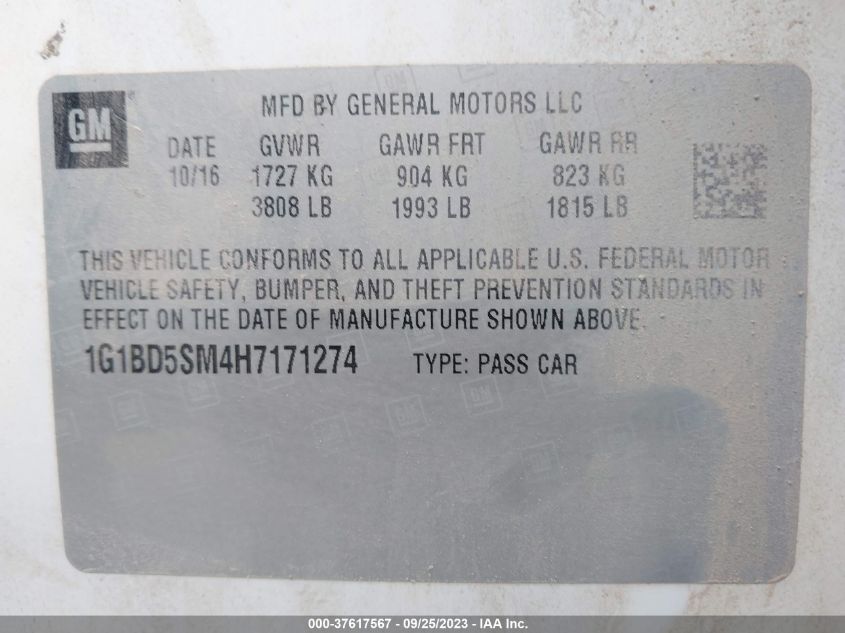 GM
MFD BY GENERAL MOTORS LLC
DATE GVWR GAWR FRT GAWR RR
10/16 1727 KG 904 KG 823 KG
3808 LB 1993 LB 1815 LB
THIS VEHICLE CONFORMS TO ALL APPLICABLE U.S. FEDERAL MOTOR
VEHICLE SAFETY, BUMPER, AND THEFT PREVENTION STANDARDS IN
EFFECT ON THE DATE OF MANUFACTURE SHOWN ABOVE.
1G1BD5SM4H7171274 TYPE: PASS CAR
000-37617567 - 09/25/2023 - IAA Inc.